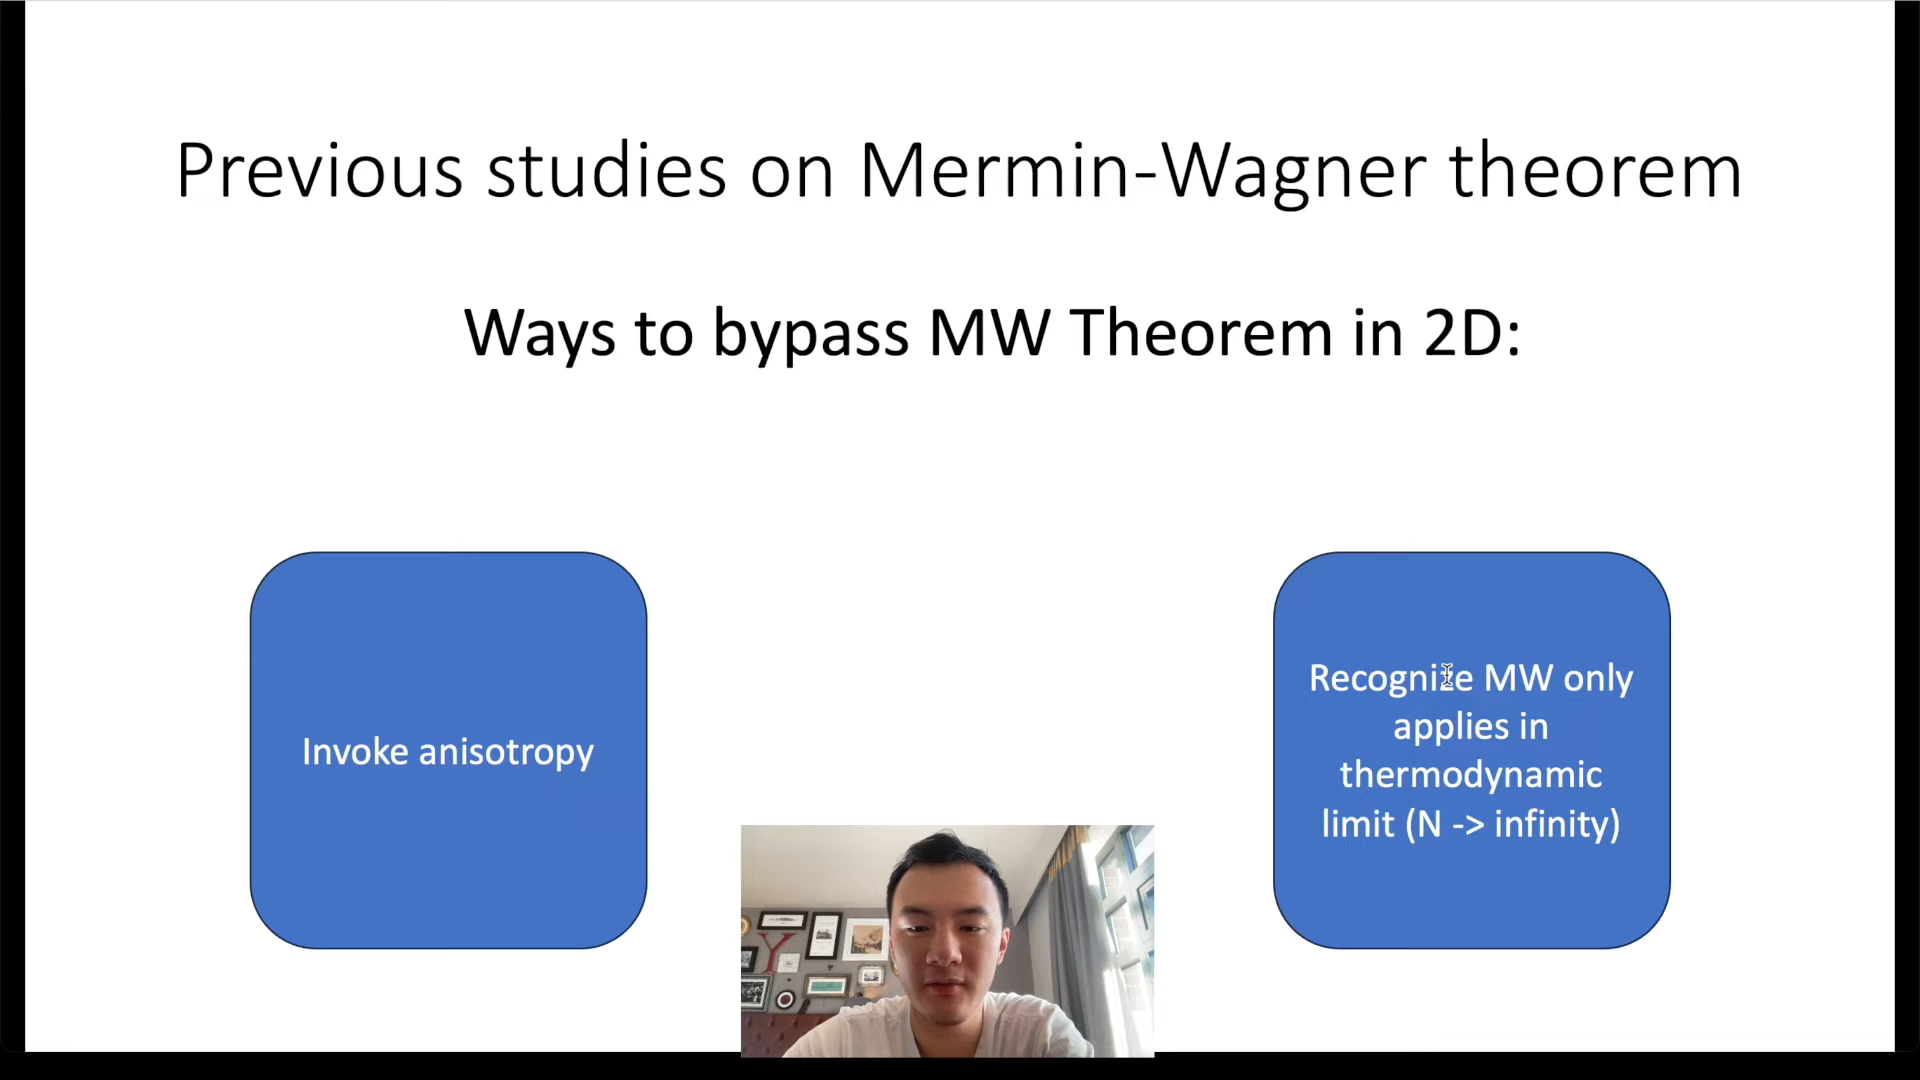 Previous studies on Mermin-Wagner theorem
Ways to bypass MW Theorem in 2D:
Invoke anisotropy
Recognize MW only
applies in
thermodynamic
limit (N -> infinity)
Y